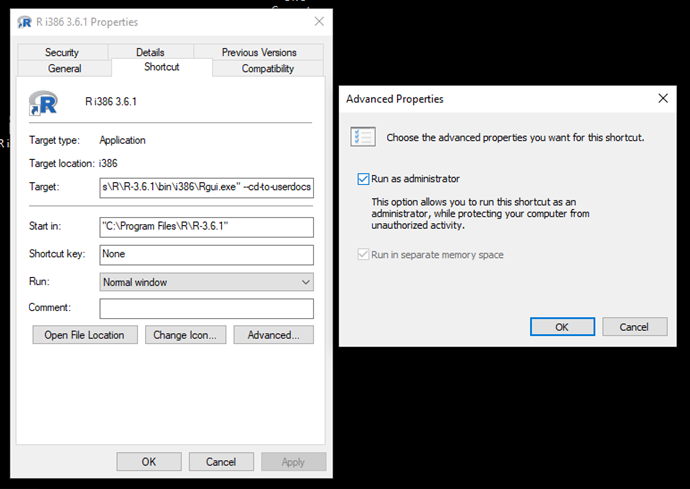 R i386 3.6.1 Properties
Security Details Previous Versions
General Shortcut Compatibility
R i386 3.6.1
Target type: Application
Target location: i386
Target: s\R\R-3.6.1\bin\i386\Rgui.exe" --cd-to-userdocs
Start in: "C:\Program Files\R\R-3.6.1"
Shortcut key: None
Run: Normal window
Comment:
Open File Location Change Icon... Advanced...
OK Cancel Apply
Advanced Properties
Choose the advanced properties you want for this shortcut.
Run as administrator
This option allows you to run this shortcut as an
administrator, while protecting your computer from
unauthorized activity.
Run in separate memory space
OK Cancel